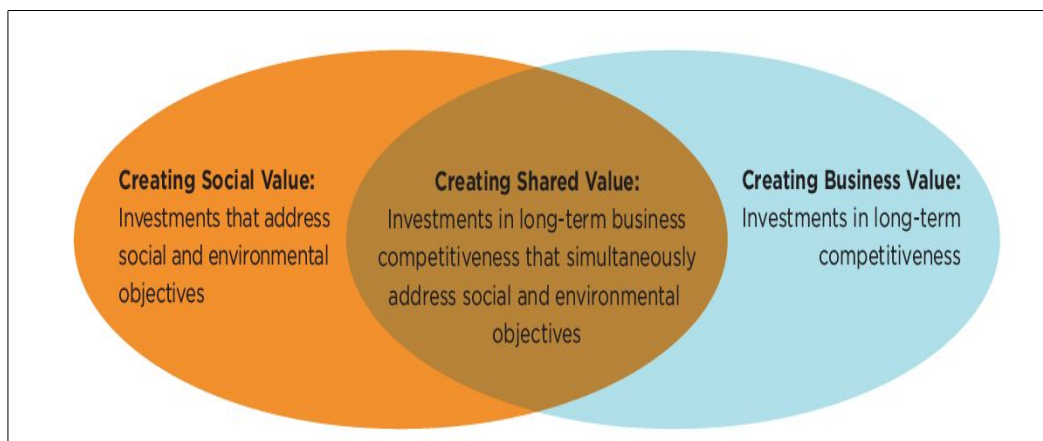 Creating Social Value:
Investments that address
social and environmental
objectives
Creating Shared Value:
Investments in long-term business
competitiveness that simultaneously
address social and environmental
objectives
Creating Business Value:
Investments in long-term
competitiveness